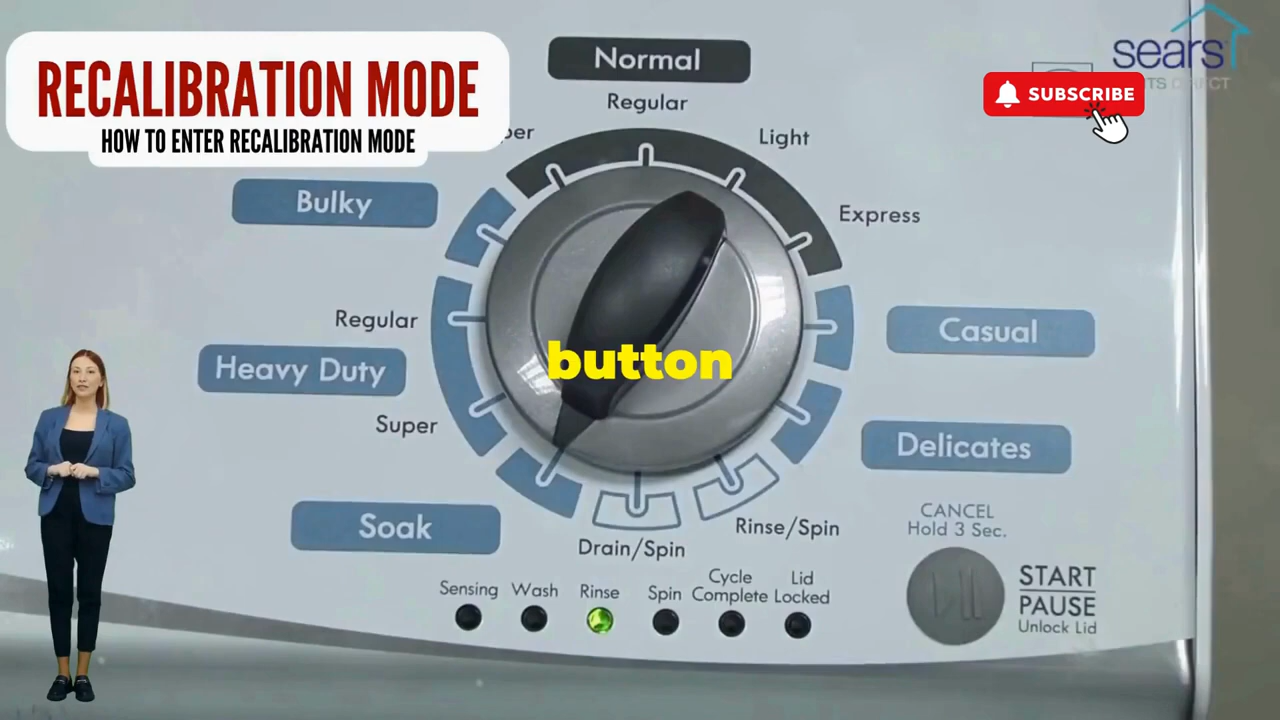 RECALIBRATION MODE
HOW TO ENTER RECALIBRATION MODE
sears
SUBSCRIBE
Normal
Regular
Light
Express
Bulky
Regular
Heavy Duty
Super
Casual
Delicates
button
Soak
Drain/Spin
Rinse/Spin
CANCEL
Hold 3 Sec.
Sensing
Wash
Rinse
Spin
Cycle
Complete
Lid
Locked
START
PAUSE
Unlock Lid